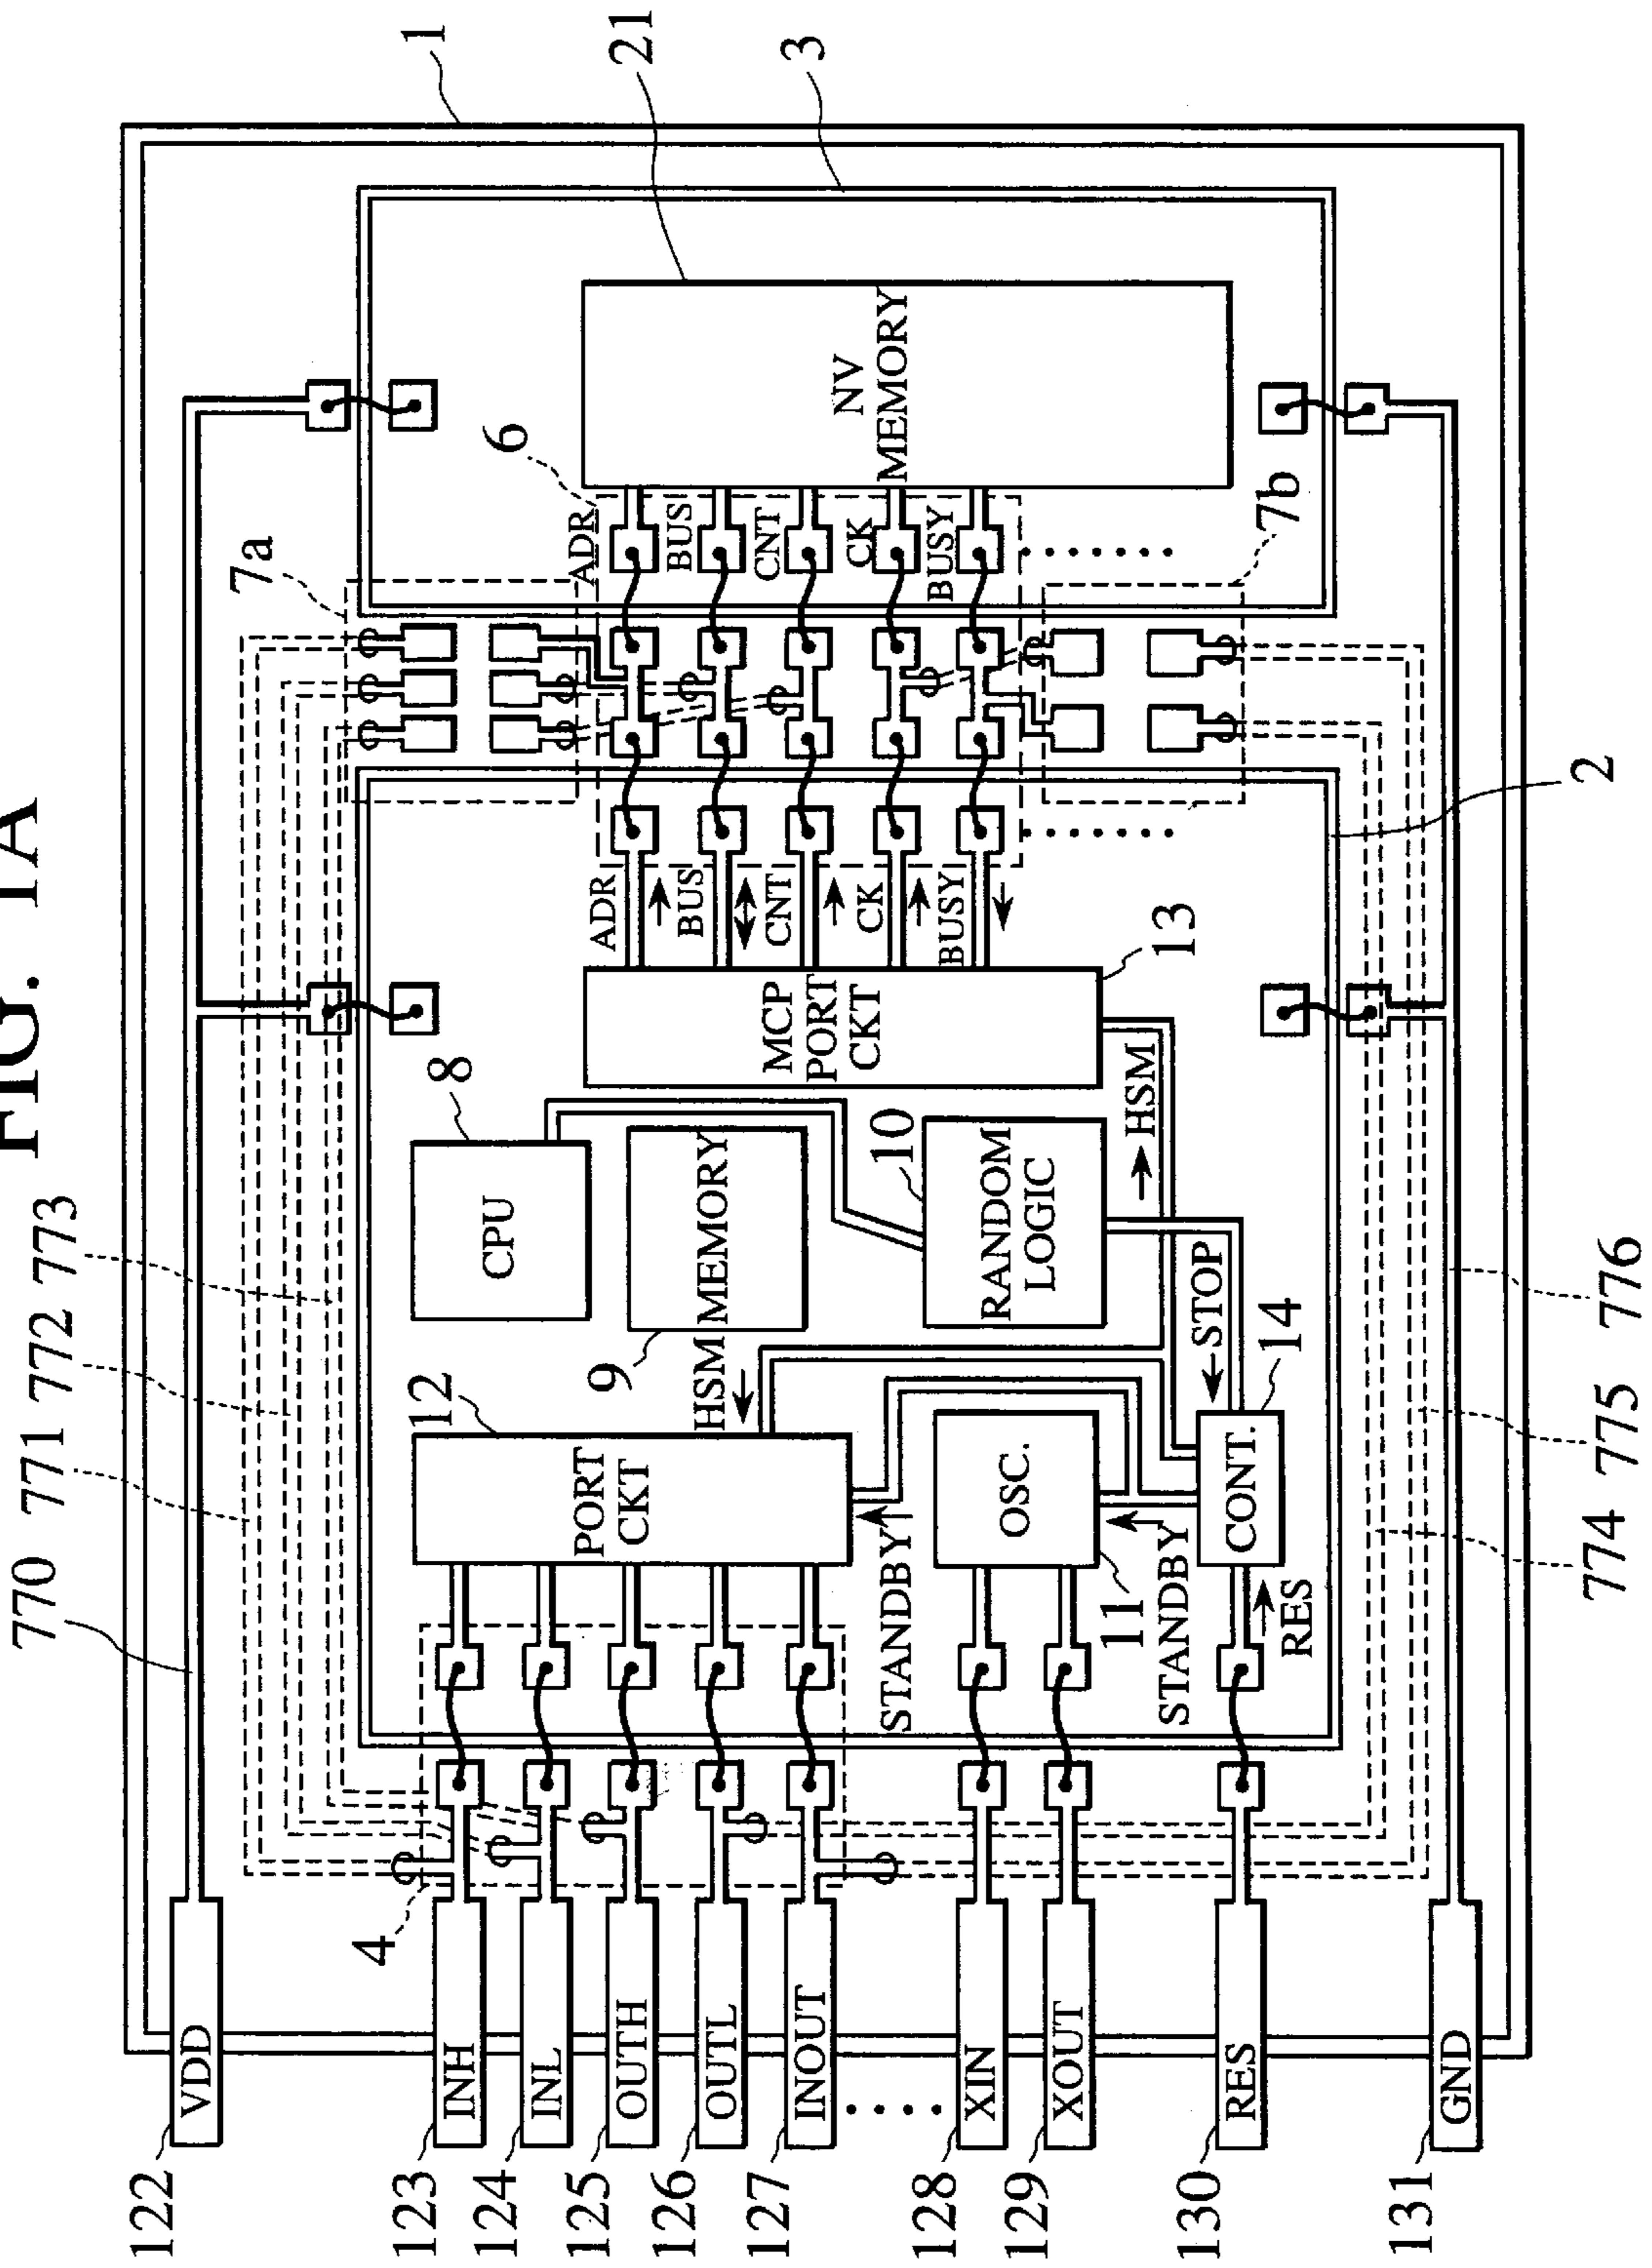 FIG. 1A
1
21
3
770
771
772
773
7a
6
ADR
BUS
CNT
CK
BUSY
NV
MEMORY
7b
ADR
BUS
CNT
CK
BUSY
MCP
PORT
CKT
13
2
8
CPU
9
MEMORY
10
RANDOM
LOGIC
HSM
HSM
STOP
14
CONT.
12
PORT
CKT
STANDBY
OSC.
11
STANDBY
RES
4
774
775
776
122
VDD
123
INH
124
INL
125
OUTH
126
OUTL
127
INOUT
128
XIN
129
XOUT
130
RES
131
GND